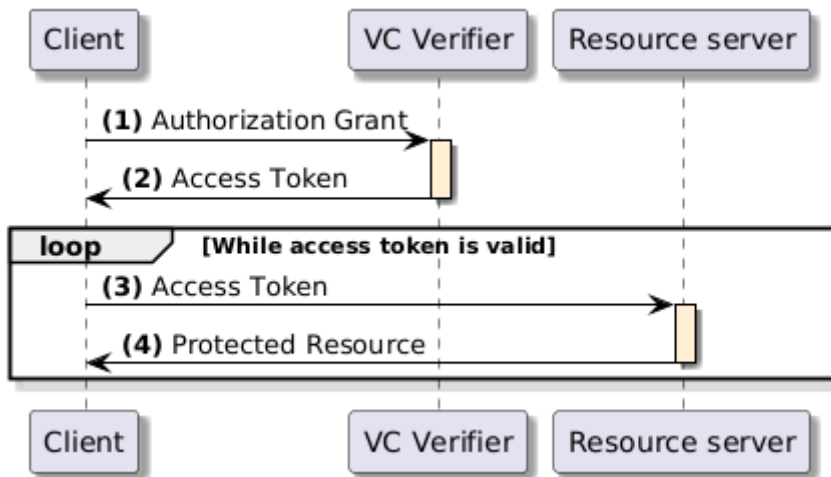 Client VC Verifier Resource server
(1) Authorization Grant
(2) Access Token
loop [While access token is valid]
(3) Access Token
(4) Protected Resource
Client VC Verifier Resource server